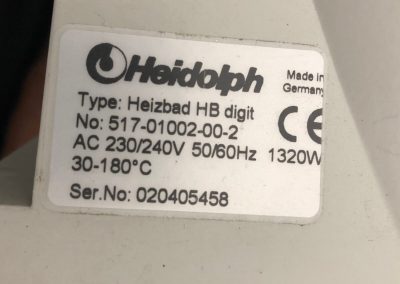 Heidolph
Made in
Germany
Type: Heizbad HB digit
No: 517-01002-00-2
CE
AC 230/240V 50/60Hz 1320W
30-180°C
Ser.No: 020405458